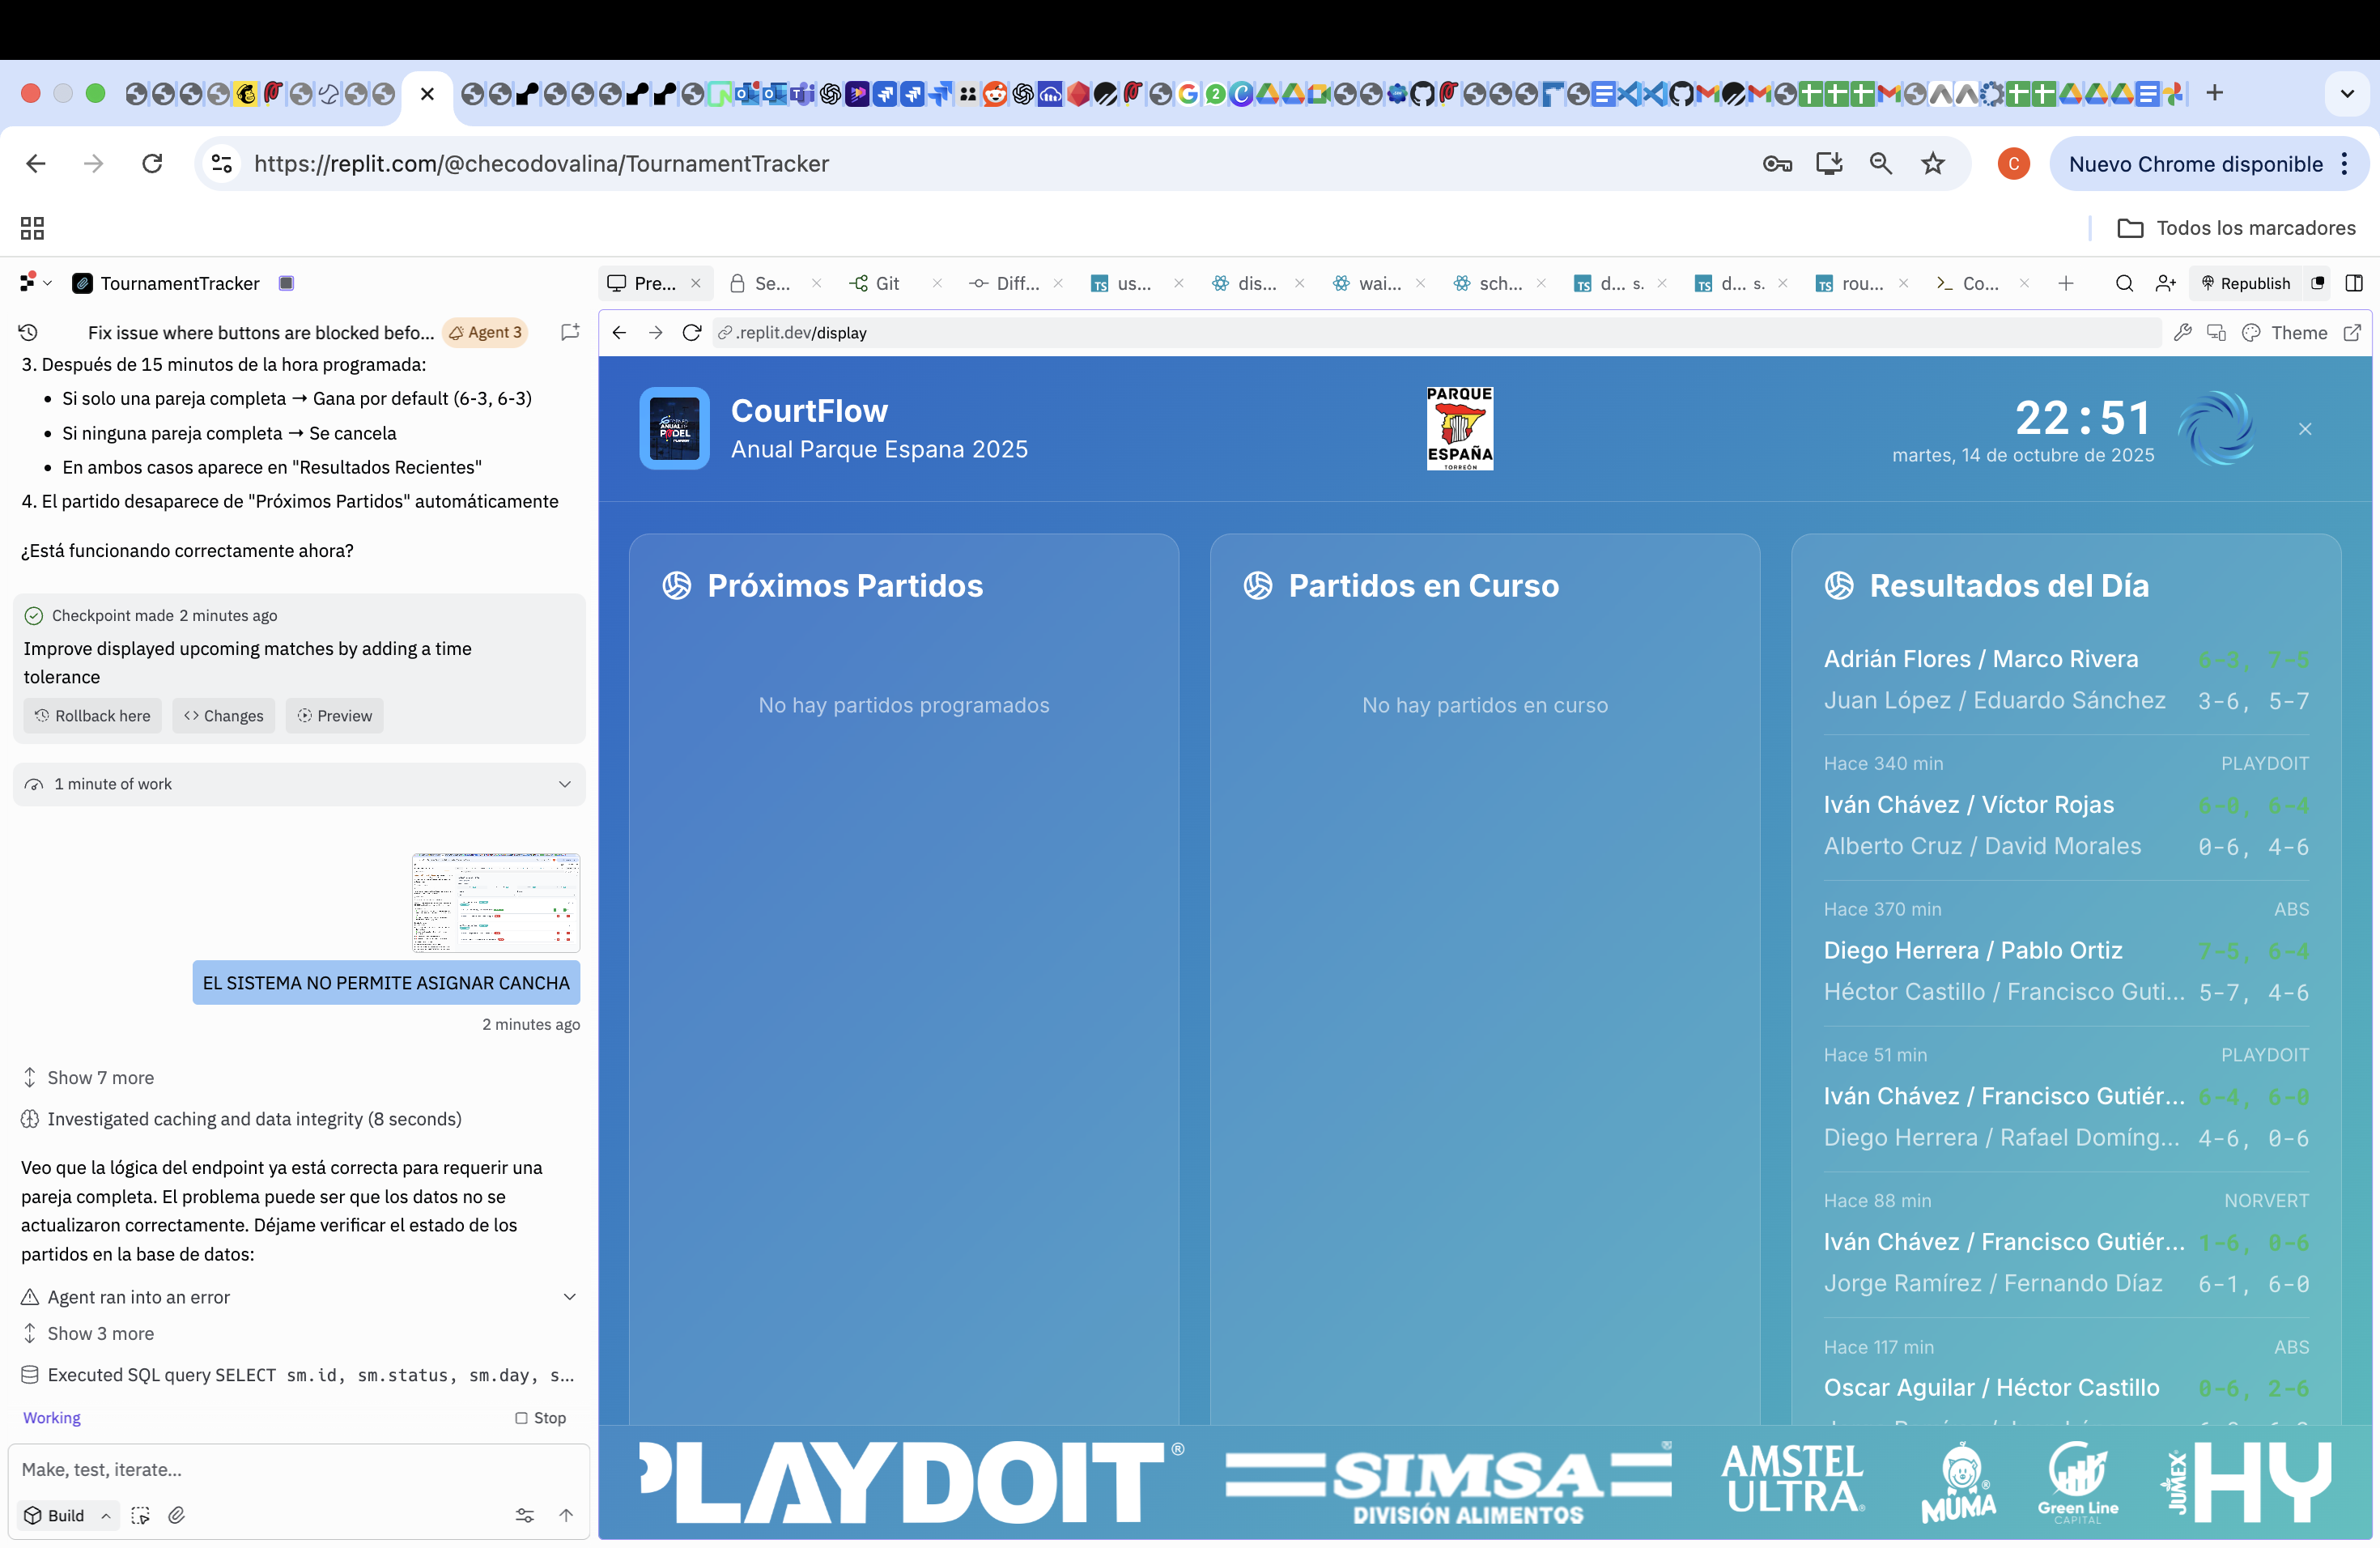 https://replit.com/@checodovalina/TournamentTracker
C
Nuevo Chrome disponible
Todos los marcadores
TournamentTracker
Pre...
Se...
Git
Diff...
us...
dis...
wai...
sch...
d... s.
d... s.
rou...
Co...
Republish
Fix issue where buttons are blocked befo...
Agent 3
3. Después de 15 minutos de la hora programada:
Si solo una pareja completa → Gana por default (6-3, 6-3)
Si ninguna pareja completa → Se cancela
En ambos casos aparece en "Resultados Recientes"
4. El partido desaparece de "Próximos Partidos" automáticamente
¿Está funcionando correctamente ahora?
Checkpoint made 2 minutes ago
Improve displayed upcoming matches by adding a time
tolerance
Rollback here
Changes
Preview
1 minute of work
EL SISTEMA NO PERMITE ASIGNAR CANCHA
2 minutes ago
Show 7 more
Investigated caching and data integrity (8 seconds)
Veo que la lógica del endpoint ya está correcta para requerir una
pareja completa. El problema puede ser que los datos no se
actualizaron correctamente. Déjame verificar el estado de los
partidos en la base de datos:
Agent ran into an error
Show 3 more
Executed SQL query SELECT sm.id, sm.status, sm.day, s...
Working
Stop
Make, test, iterate...
Build
.replit.dev/display
Theme
CourtFlow
Anual Parque Espana 2025
PARQUE
ESPAÑA
TORREÓN
22:51
martes, 14 de octubre de 2025
Próximos Partidos
No hay partidos programados
Partidos en Curso
No hay partidos en curso
Resultados del Día
Adrián Flores / Marco Rivera 6-3, 7-5
Juan López / Eduardo Sánchez 3-6, 5-7
Hace 340 min PLAYDOIT
Iván Chávez / Víctor Rojas 6-0, 6-4
Alberto Cruz / David Morales 0-6, 4-6
Hace 370 min ABS
Diego Herrera / Pablo Ortiz 7-5, 6-4
Héctor Castillo / Francisco Guti... 5-7, 4-6
Hace 51 min PLAYDOIT
Iván Chávez / Francisco Gutiér... 6-4, 6-0
Diego Herrera / Rafael Domíng... 4-6, 0-6
Hace 88 min NORVERT
Iván Chávez / Francisco Gutiér... 1-6, 0-6
Jorge Ramírez / Fernando Díaz 6-1, 6-0
Hace 117 min ABS
Oscar Aguilar / Héctor Castillo 0-6, 2-6
PLAYDOIT®
SIMSA
DIVISIÓN ALIMENTOS
AMSTEL
ULTRA
MUMA
Green Line
CAPITAL
JUMEX
HY